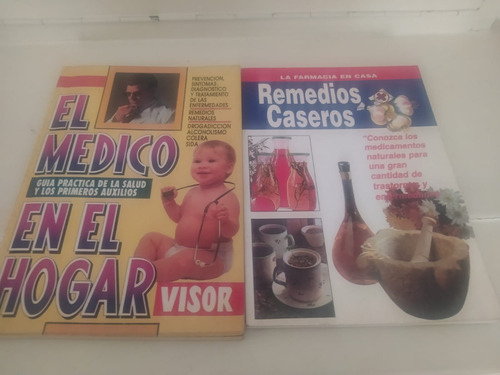 PREVENCION,
SINTOMAS,
DIAGNOSTICO
Y TRATAMIENTO
DE LAS
ENFERMEDADES
REMEDIOS
NATURALES
DROGADICCION
ALCOHOLISMO
COLERA
SIDA
EL
MEDICO
GUIA PRACTICA DE LA SALUD
Y LOS PRIMEROS AUXILIOS
EN EL
HOGAR
VISOR
LA FARMACIA EN CASA
Remedios
Caseros
"Conozca los
medicamentos
naturales para
una gran
cantidad de
trastornos y